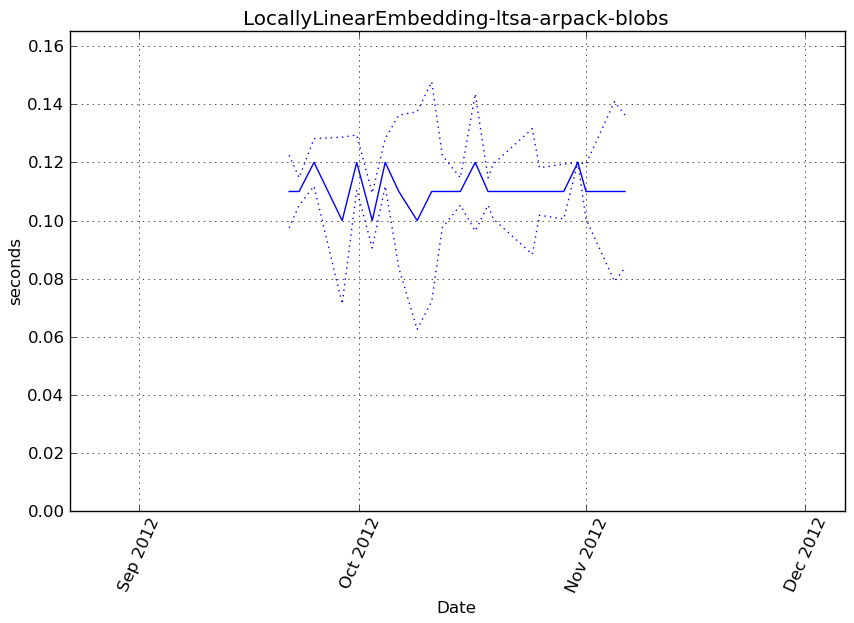 LocallyLinearEmbedding-ltsa-arpack-blobs
0.16
0.14
0.12
0.10
0.08
0.06
0.04
0.02
0.00
seconds
Sep 2012
Oct 2012
Nov 2012
Dec 2012
Date